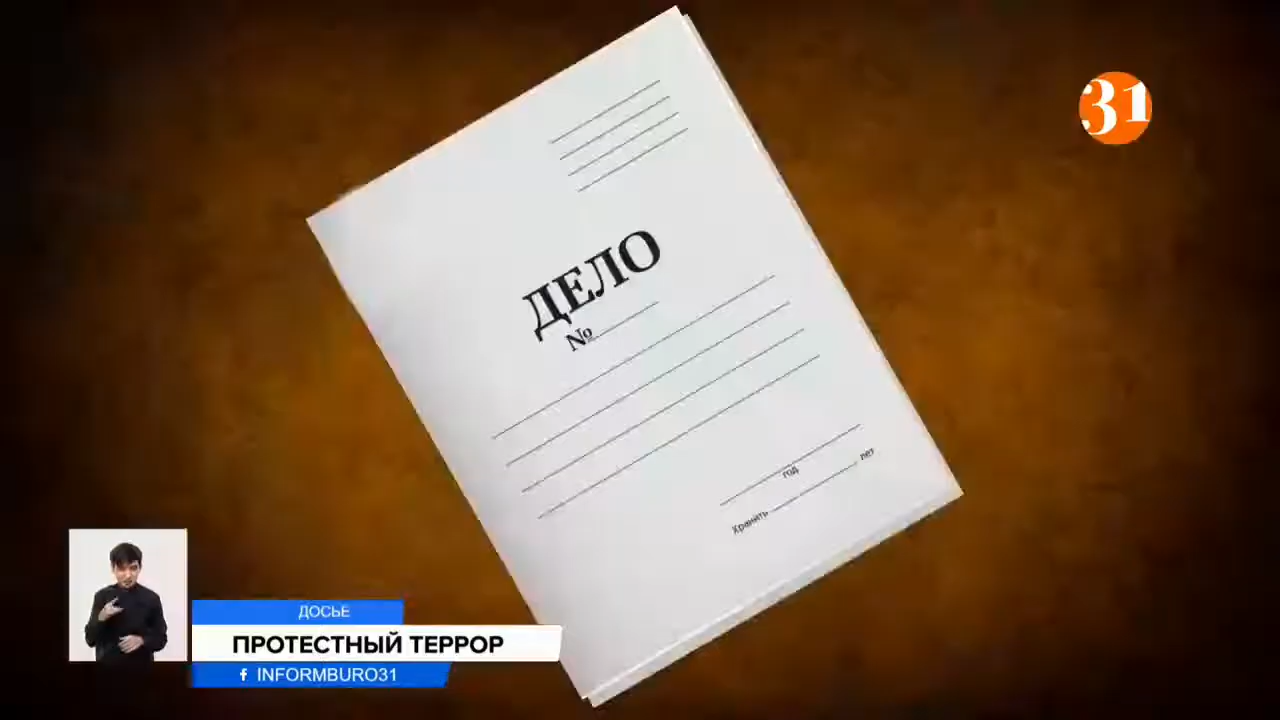 31
ДЕЛО
№
год
Хранить лет
ДОСЬЕ
ПРОТЕСТНЫЙ ТЕРРОР
f INFORMBURO31